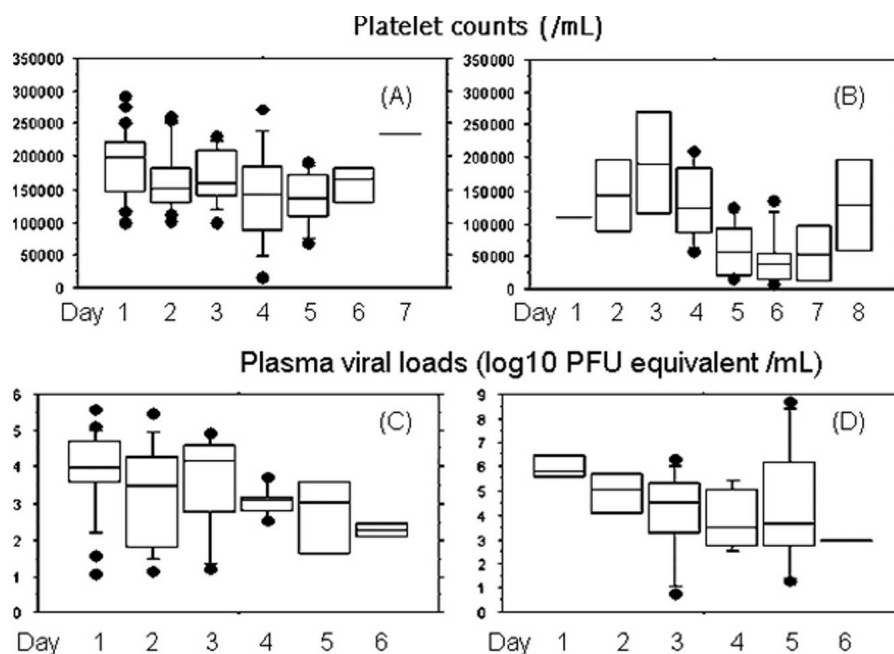 Platelet counts (/mL)
350000 350000
300000 (A) 300000 (B)
250000 250000
200000 200000
150000 150000
100000 100000
50000 50000
0 0
Day 1 2 3 4 5 6 7 Day 1 2 3 4 5 6 7 8
Plasma viral loads (log10 PFU equivalent /mL)
6 9
5 (C) 8 (D)
4 7
3 6
2 5
1 4
0 3
2
1
0
Day 1 2 3 4 5 6 Day 1 2 3 4 5 6